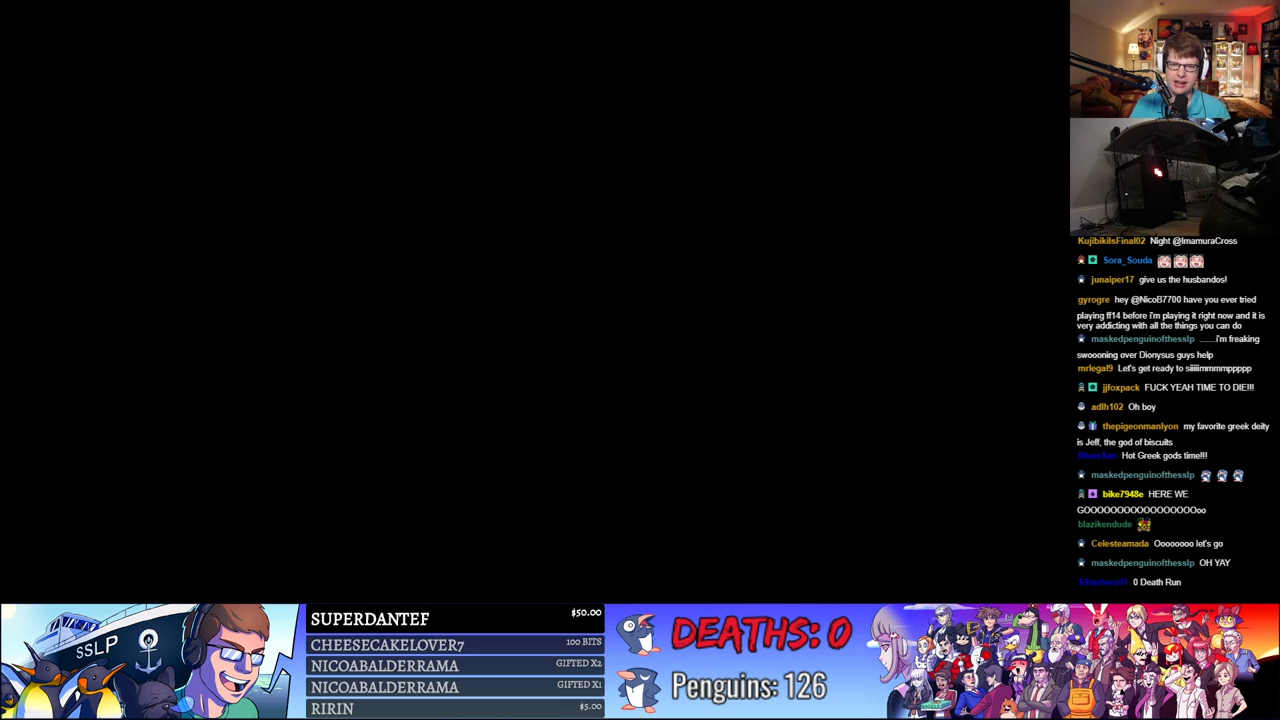 KujibikiIsFinal02 Night @ImamuraCross
Sora_Souda
junaiper17 give us the husbandos!
gyrogre hey @NicoB7700 have you ever tried
playing ff14 before i'm playing it right now and it is
very addicting with all the things you can do
maskedpenguinofthesslp .......i'm freaking
swoooning over Dionysus guys help
mrlegal9 Let's get ready to siiiiimmmmppppp
jjfoxpack FUCK YEAH TIME TO DIE!!!
adlh102 Oh boy
thepigeonmanlyon my favorite greek deity
is Jeff, the god of biscuits
Hot Greek gods time!!!
maskedpenguinofthesslp
bike7948e HERE WE
GOOOOOOOOOOOOOOOOOoo
blazikendude
Celesteamada Ooooooo let's go
maskedpenguinofthesslp OH YAY
0 Death Run
SSLP
SUPERDANTEF $50.00
CHEESECAKELOVER7 100 BITS
NICOABALDERRAMA GIFTED X2
NICOABALDERRAMA GIFTED X1
RIRIN $5.00
DEATHS: 0
Penguins: 126